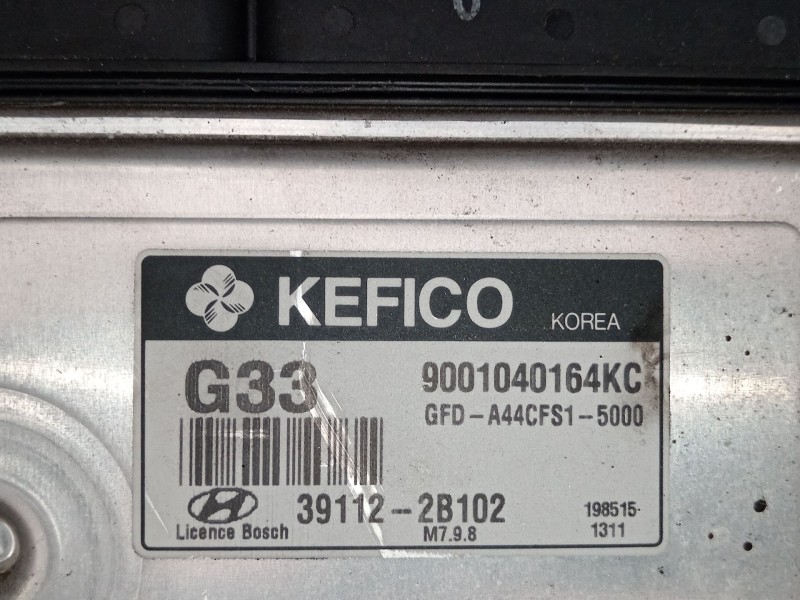 KEFICO KOREA
G33 9001040164KC
GFD-A44CFS1-5000
39112-2B102 198515-
Licence Bosch M7.9.8 1311